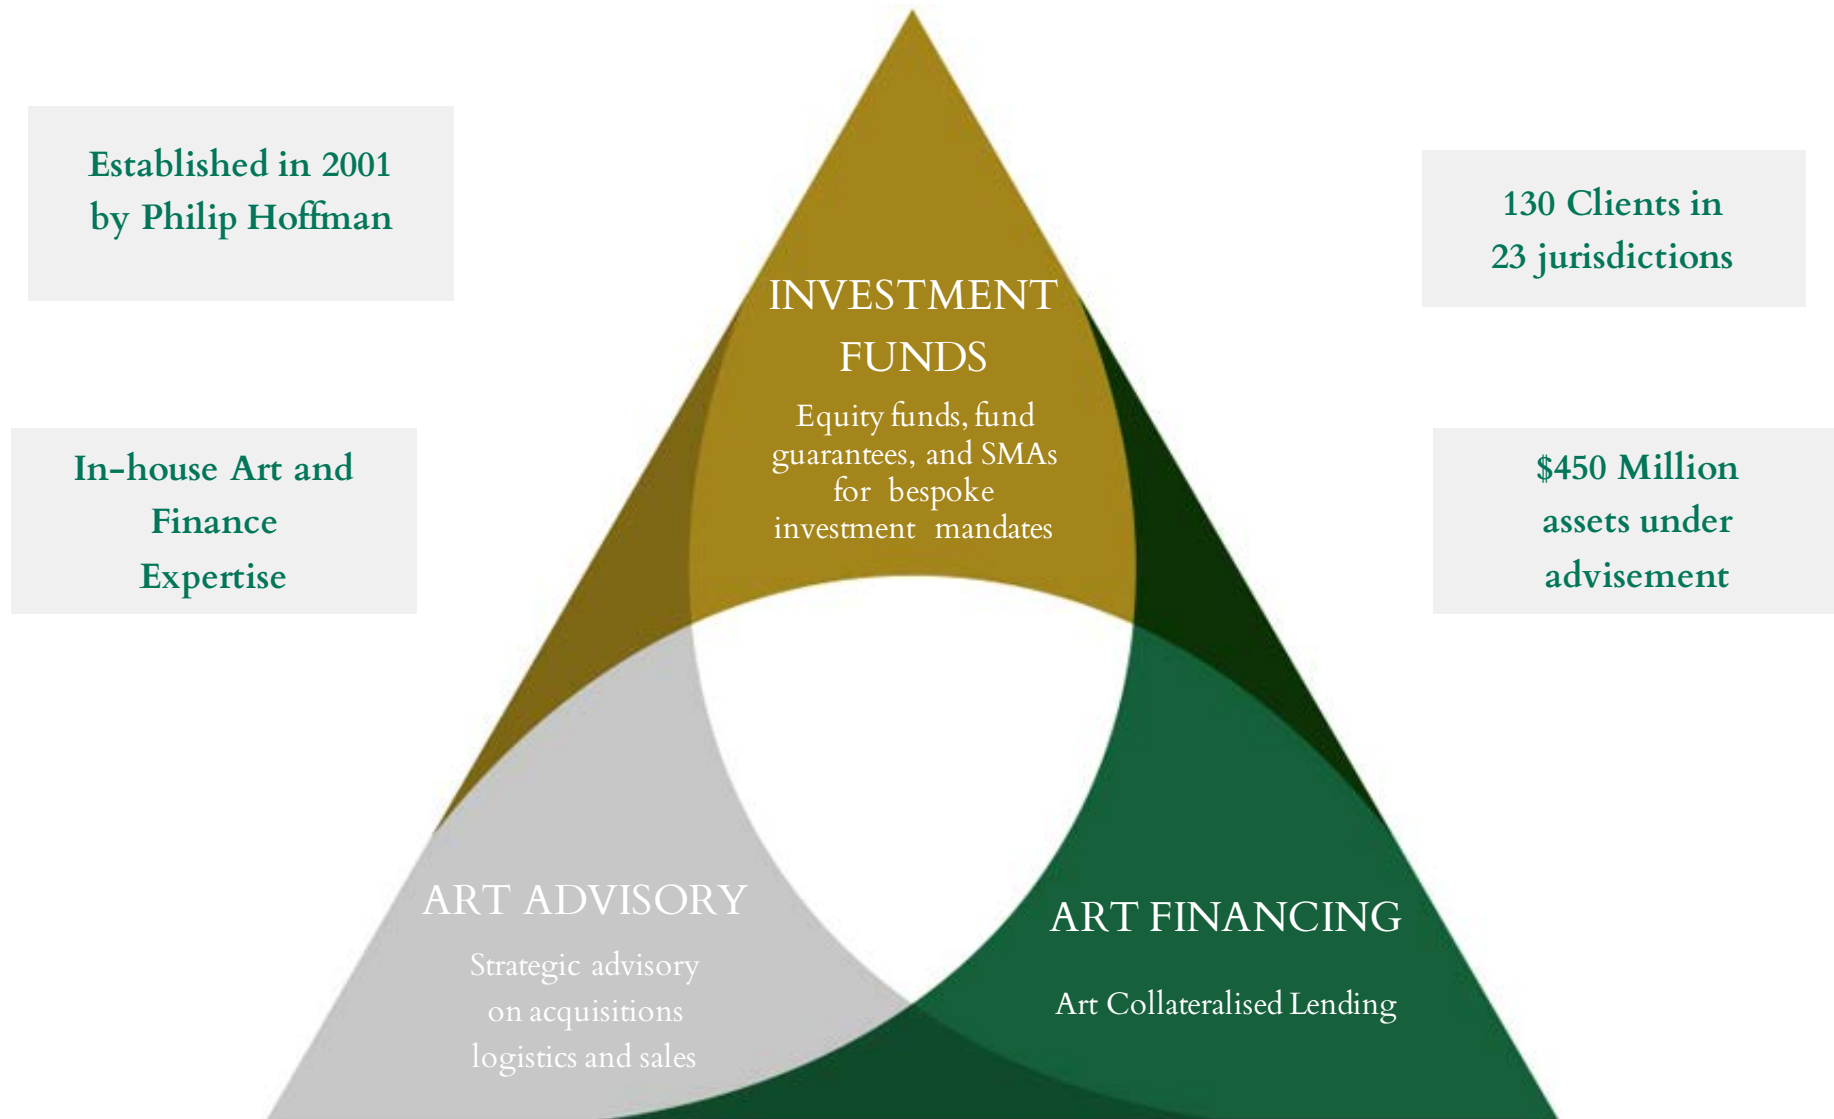 Established in 2001
by Philip Hoffman
130 Clients in
23 jurisdictions
INVESTMENT
FUNDS
Equity funds, fund
guarantees, and SMAs
for bespoke
investment mandates
In-house Art and
Finance
Expertise
$450 Million
assets under
advisement
ART ADVISORY
Strategic advisory
on acquisitions
logistics and sales
ART FINANCING
Art Collateralised Lending